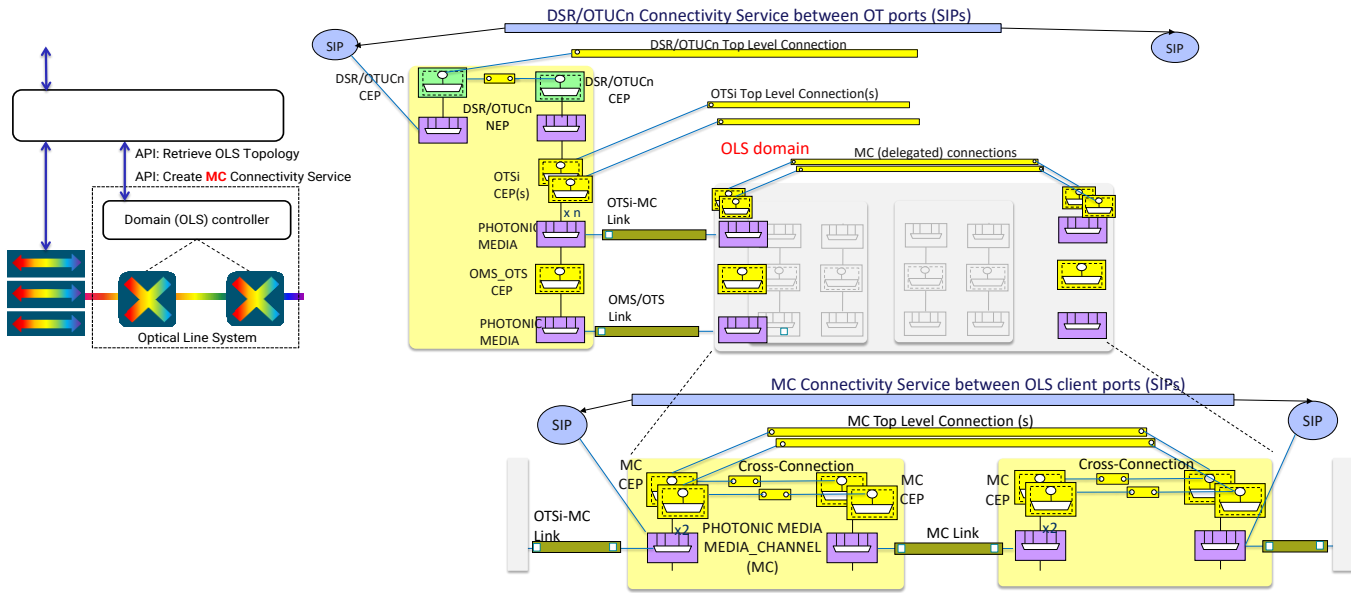 DSR/OTUCn Connectivity Service between OT ports (SIPs)
SIP
SIP
DSR/OTUCn Top Level Connection
DSR/OTUCn
CEP
DSR/OTUCn
CEP
DSR/OTUCn
NEP
OTSi Top Level Connection(s)
API: Retrieve OLS Topology
API: Create MC Connectivity Service
OLS domain
MC (delegated) connections
OTSi
CEP(s)
x n
OTSi-MC
Link
Domain (OLS) controller
PHOTONIC
MEDIA
OMS_OTS
CEP
OMS/OTS
Link
PHOTONIC
MEDIA
Optical Line System
MC Connectivity Service between OLS client ports (SIPs)
SIP
SIP
MC Top Level Connection (s)
MC
CEP
Cross-Connection
MC
CEP
MC
CEP
Cross-Connection
OTSi-MC
Link
x2
PHOTONIC MEDIA
MEDIA_CHANNEL
(MC)
MC Link
x2